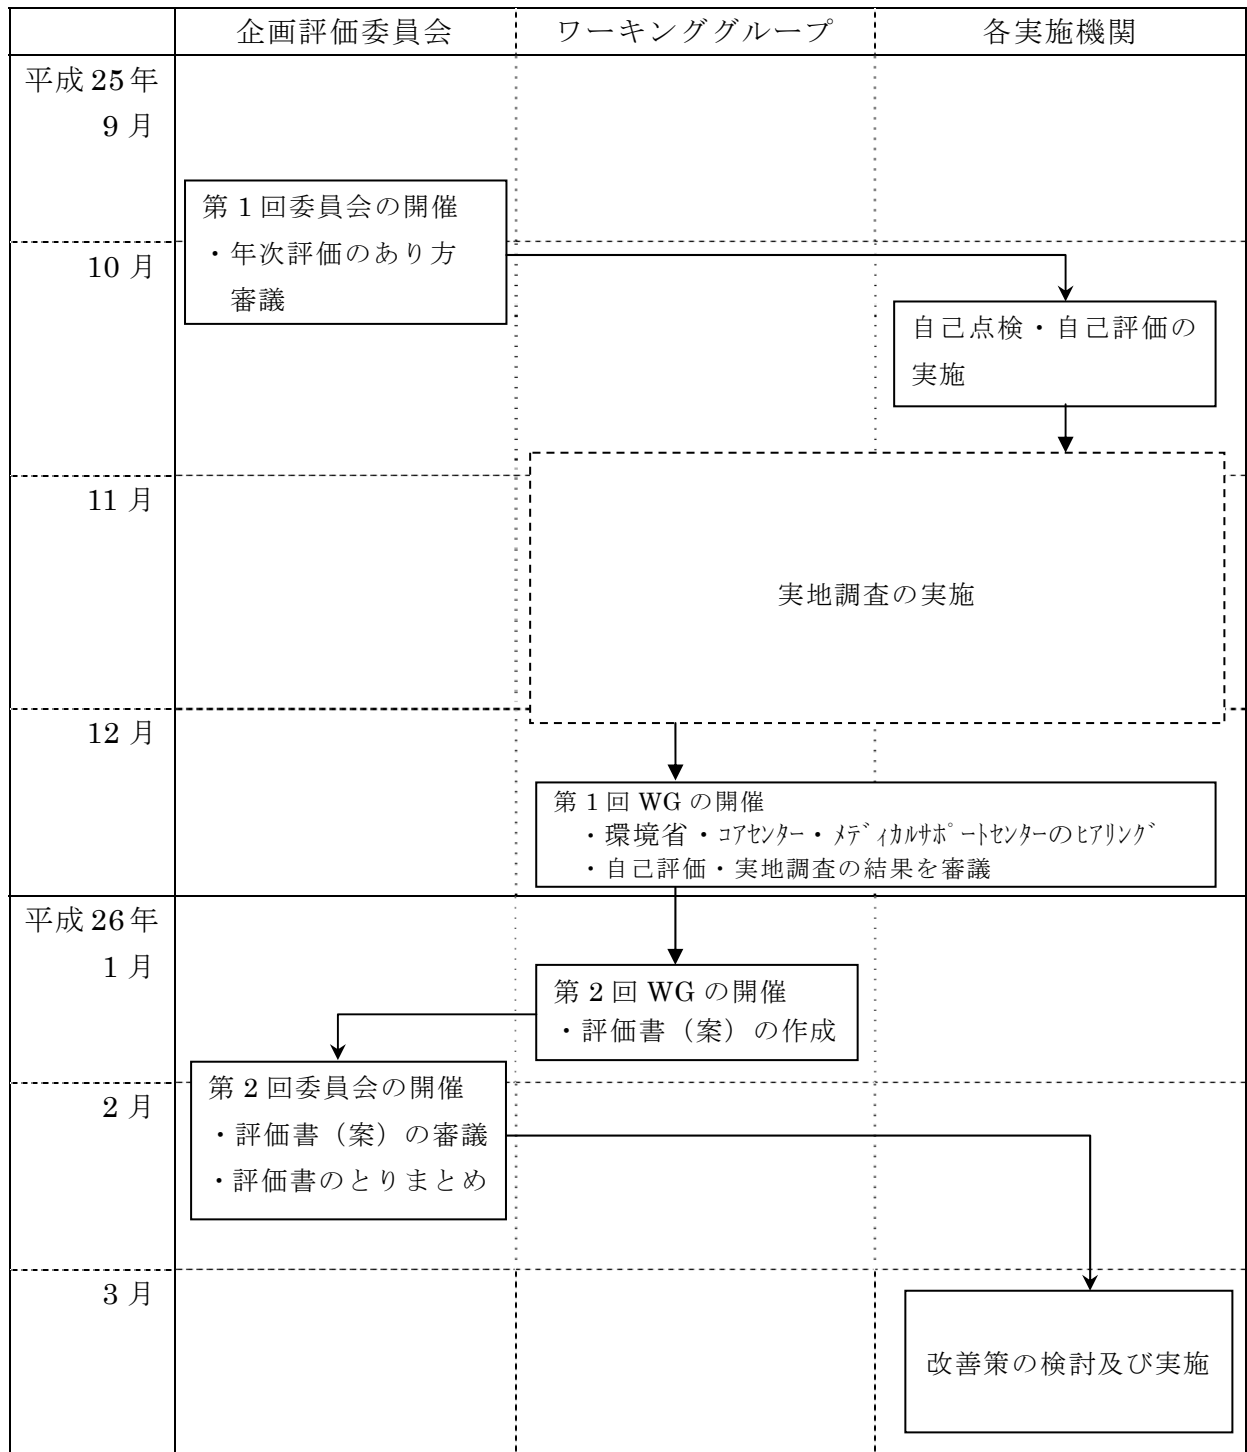 企画評価委員会 ワーキンググループ 各実施機関
平成25年
9月
第1回委員会の開催
・年次評価のあり方
審議
10月
自己点検・自己評価の
実施
11月
実地調査の実施
12月
第1回WGの開催
・環境省・ｺｱｾﾝﾀｰ・ﾒﾃﾞｨｶﾙｻﾎﾟｰﾄｾﾝﾀｰのﾋｱﾘﾝｸﾞ
・自己評価・実地調査の結果を審議
平成26年
1月
第2回WGの開催
・評価書（案）の作成
第2回委員会の開催
2月
・評価書（案）の審議
・評価書のとりまとめ
3月
改善策の検討及び実施